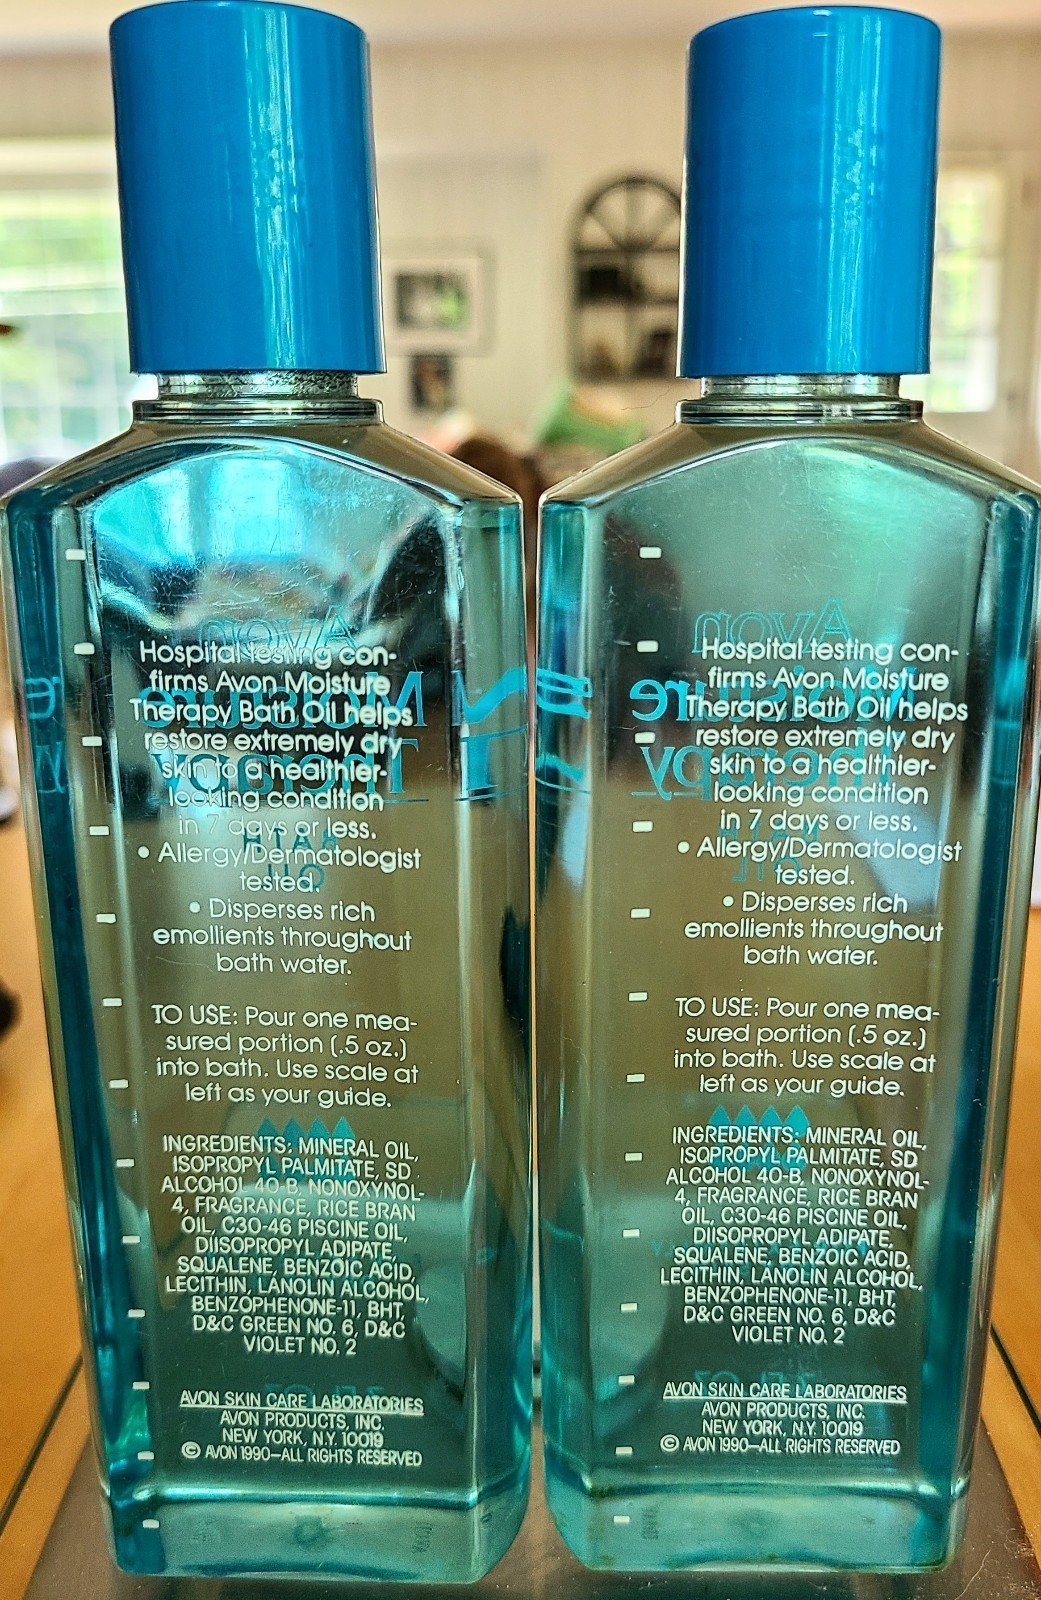 Hospital testing con-
firms Avon Moisture
Therapy Bath Oil helps
restore extremely dry
skin to a healthier-
looking condition
in 7 days or less.
• Allergy/Dermatologist
tested.
• Disperses rich
emollients throughout
bath water.
TO USE: Pour one mea-
sured portion (.5 oz.)
into bath. Use scale at
left as your guide.
INGREDIENTS: MINERAL OIL,
ISOPROPYL PALMITATE, SD
ALCOHOL 40-B, NONOXYNOL-
4, FRAGRANCE, RICE BRAN
OIL, C30-46 PISCINE OIL,
DIISOPROPYL ADIPATE,
SQUALENE, BENZOIC ACID,
LECITHIN, LANOLIN ALCOHOL,
BENZOPHENONE-11, BHT,
D&C GREEN NO. 6, D&C
VIOLET NO. 2
AVON SKIN CARE LABORATORIES
AVON PRODUCTS, INC.
NEW YORK, N.Y. 10019
© AVON 1990—ALL RIGHTS RESERVED
Avon
Moisture
Therapy
BATH
OIL
Hospital testing con-
firms Avon Moisture
Therapy Bath Oil helps
restore extremely dry
skin to a healthier-
looking condition
in 7 days or less.
• Allergy/Dermatologist
tested.
• Disperses rich
emollients throughout
bath water.
TO USE: Pour one mea-
sured portion (.5 oz.)
into bath. Use scale at
left as your guide.
INGREDIENTS: MINERAL OIL,
ISOPROPYL PALMITATE, SD
ALCOHOL 40-B, NONOXYNOL-
4, FRAGRANCE, RICE BRAN
OIL, C30-46 PISCINE OIL,
DIISOPROPYL ADIPATE,
SQUALENE, BENZOIC ACID,
LECITHIN, LANOLIN ALCOHOL,
BENZOPHENONE-11, BHT,
D&C GREEN NO. 6, D&C
VIOLET NO. 2
AVON SKIN CARE LABORATORIES
AVON PRODUCTS, INC.
NEW YORK, N.Y. 10019
© AVON 1990—ALL RIGHTS RESERVED
Avon
Moisture
Therapy
BATH
OIL